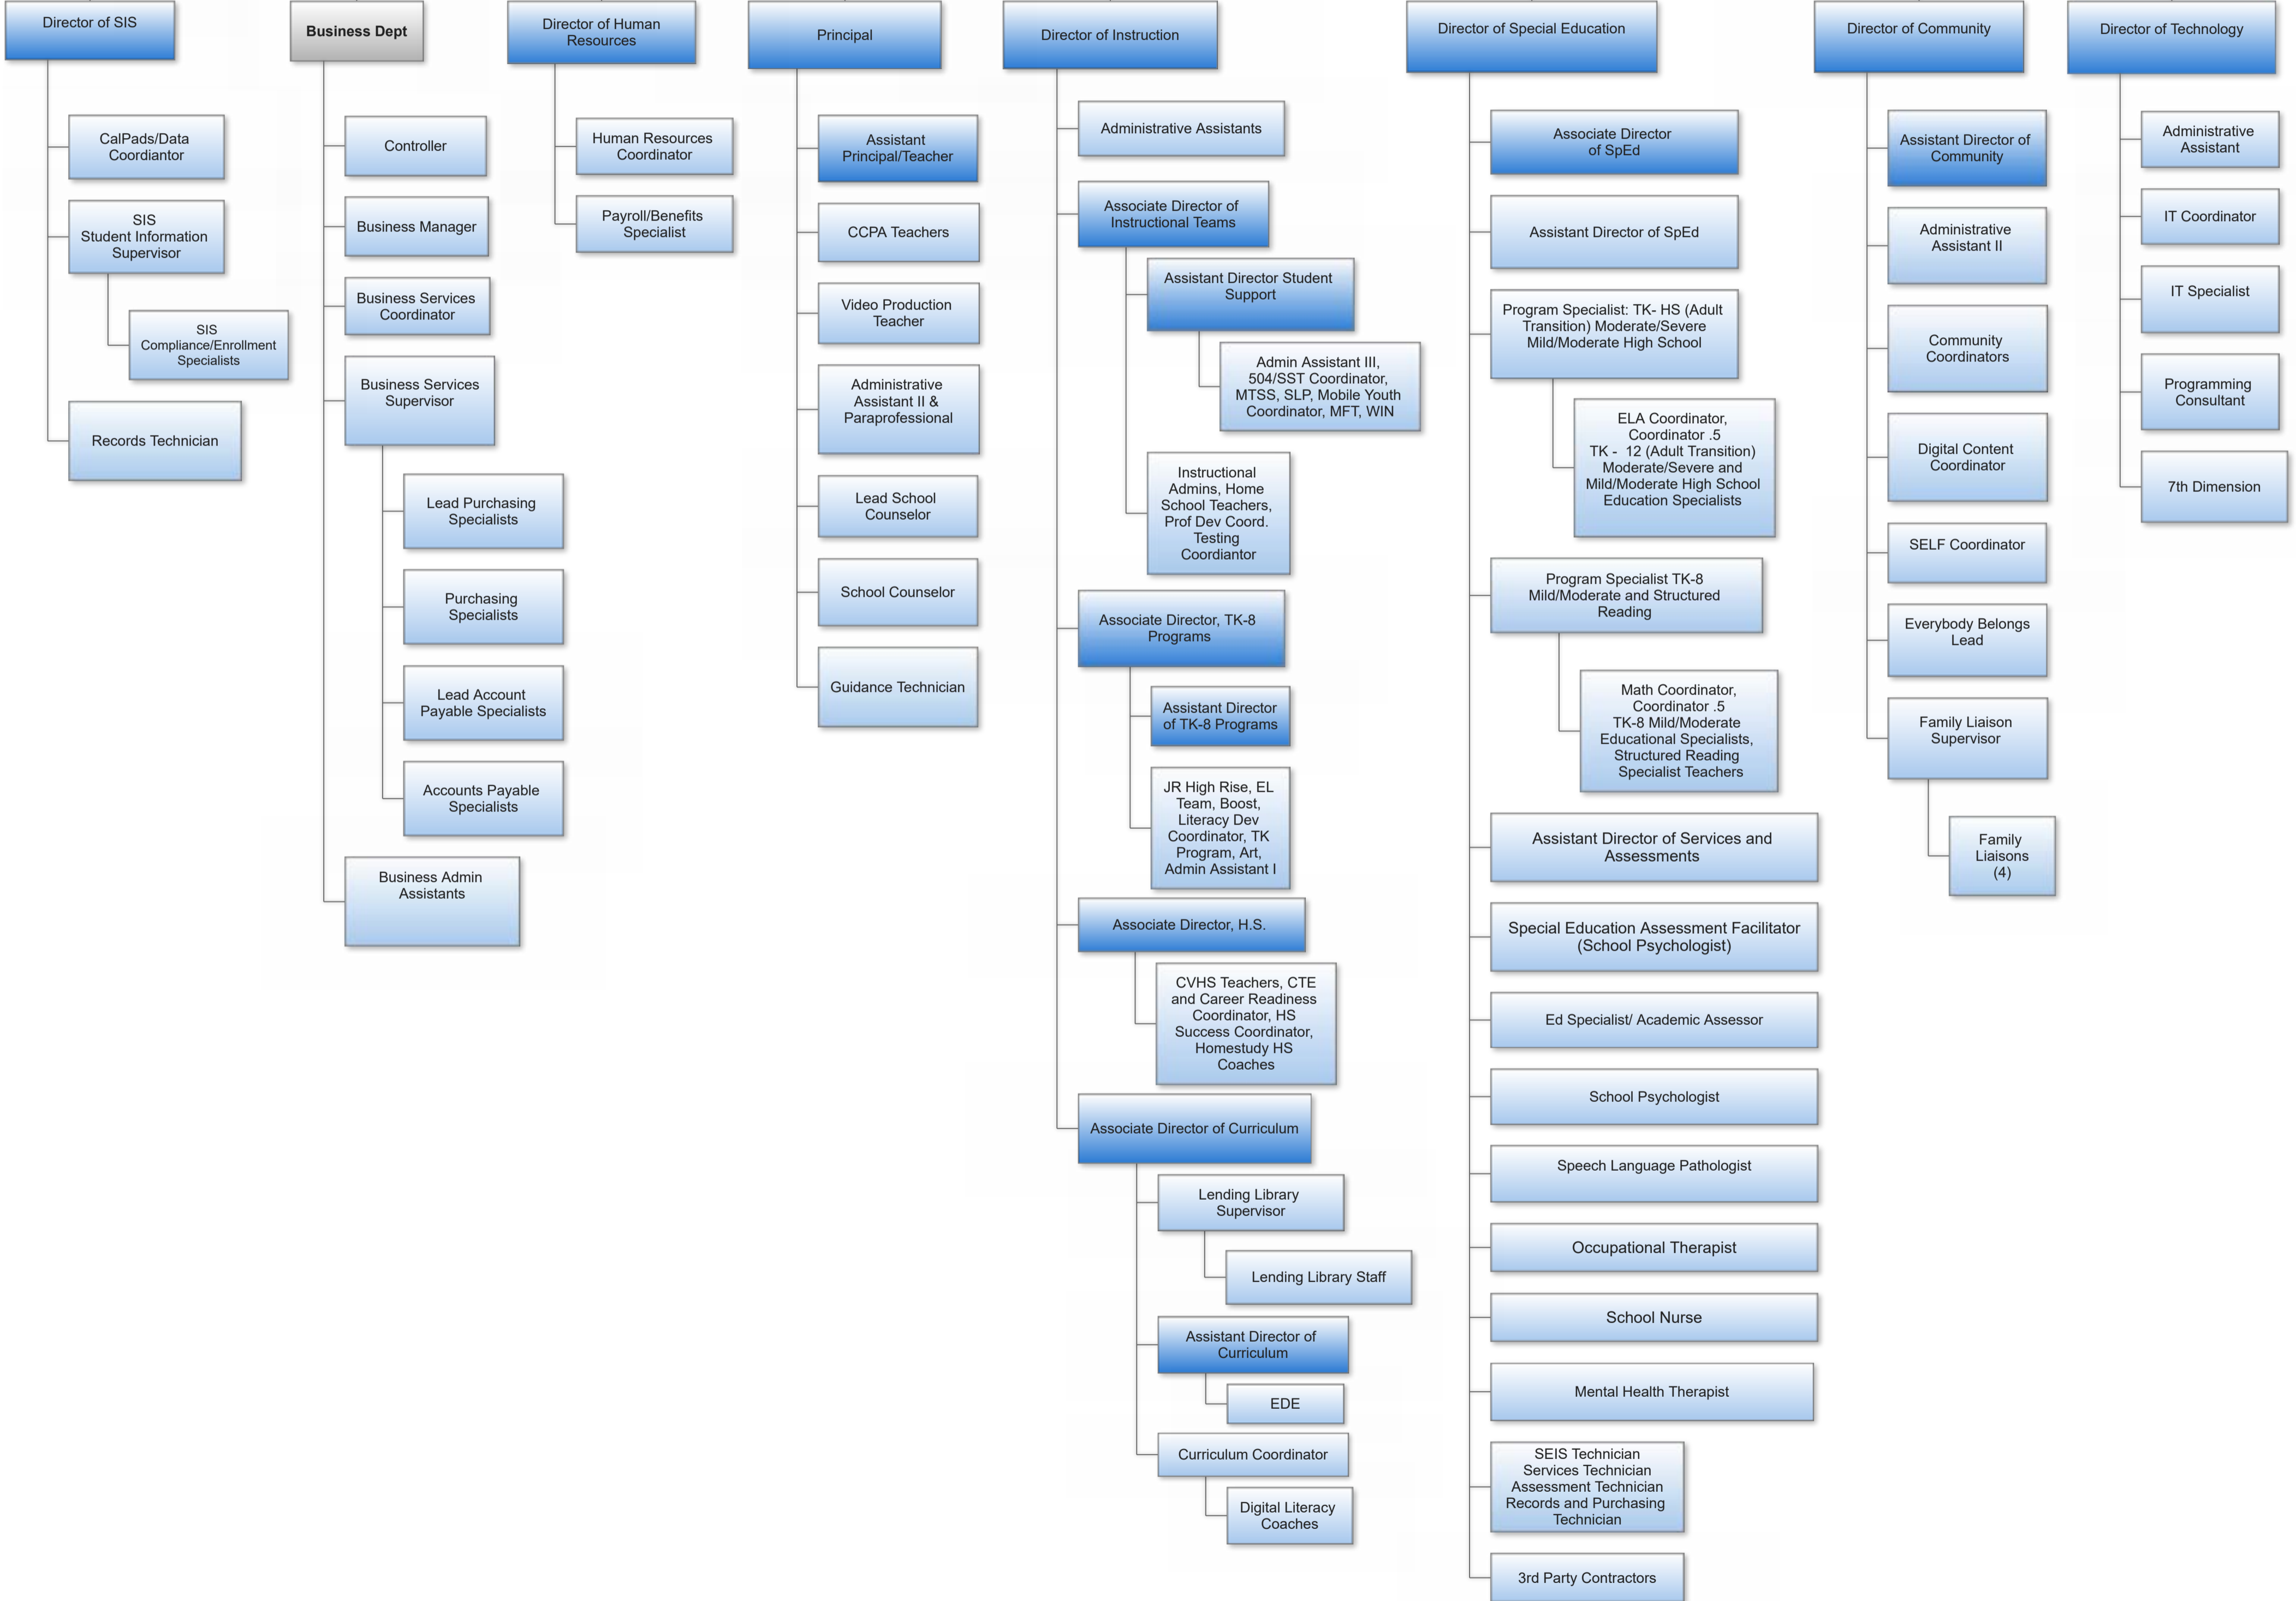 Director of SIS
CalPads/Data
Coordiantor
SIS
Student Information
Supervisor
SIS
Compliance/Enrollment
Specialists
Records Technician
Business Dept
Controller
Business Manager
Business Services
Coordinator
Business Services
Supervisor
Lead Purchasing
Specialists
Purchasing
Specialists
Lead Account
Payable Specialists
Accounts Payable
Specialists
Business Admin
Assistants
Director of Human
Resources
Human Resources
Coordinator
Payroll/Benefits
Specialist
Principal
Assistant
Principal/Teacher
CCPA Teachers
Video Production
Teacher
Administrative
Assistant II &
Paraprofessional
Lead School
Counselor
School Counselor
Guidance Technician
Director of Instruction
Administrative Assistants
Associate Director of
Instructional Teams
Assistant Director Student
Support
Admin Assistant III,
504/SST Coordinator,
MTSS, SLP, Mobile Youth
Coordinator, MFT, WIN
Instructional
Admins, Home
School Teachers,
Prof Dev Coord.
Testing
Coordiantor
Associate Director, TK-8
Programs
Assistant Director
of TK-8 Programs
JR High Rise, EL
Team, Boost,
Literacy Dev
Coordinator, TK
Program, Art,
Admin Assistant I
Associate Director, H.S.
CVHS Teachers, CTE
and Career Readiness
Coordinator, HS
Success Coordinator,
Homestudy HS
Coaches
Associate Director of Curriculum
Lending Library
Supervisor
Lending Library Staff
Assistant Director of
Curriculum
EDE
Curriculum Coordinator
Digital Literacy
Coaches
Director of Special Education
Associate Director
of SpEd
Assistant Director of SpEd
Program Specialist: TK- HS (Adult
Transition) Moderate/Severe
Mild/Moderate High School
ELA Coordinator,
Coordinator .5
TK - 12 (Adult Transition)
Moderate/Severe and
Mild/Moderate High School
Education Specialists
Program Specialist TK-8
Mild/Moderate and Structured
Reading
Math Coordinator,
Coordinator .5
TK-8 Mild/Moderate
Educational Specialists,
Structured Reading
Specialist Teachers
Assistant Director of Services and
Assessments
Special Education Assessment Facilitator
(School Psychologist)
Ed Specialist/ Academic Assessor
School Psychologist
Speech Language Pathologist
Occupational Therapist
School Nurse
Mental Health Therapist
SEIS Technician
Services Technician
Assessment Technician
Records and Purchasing
Technician
3rd Party Contractors
Director of Community
Assistant Director of
Community
Administrative
Assistant II
Community
Coordinators
Digital Content
Coordinator
SELF Coordinator
Everybody Belongs
Lead
Family Liaison
Supervisor
Family
Liaisons
(4)
Director of Technology
Administrative
Assistant
IT Coordinator
IT Specialist
Programming
Consultant
7th Dimension